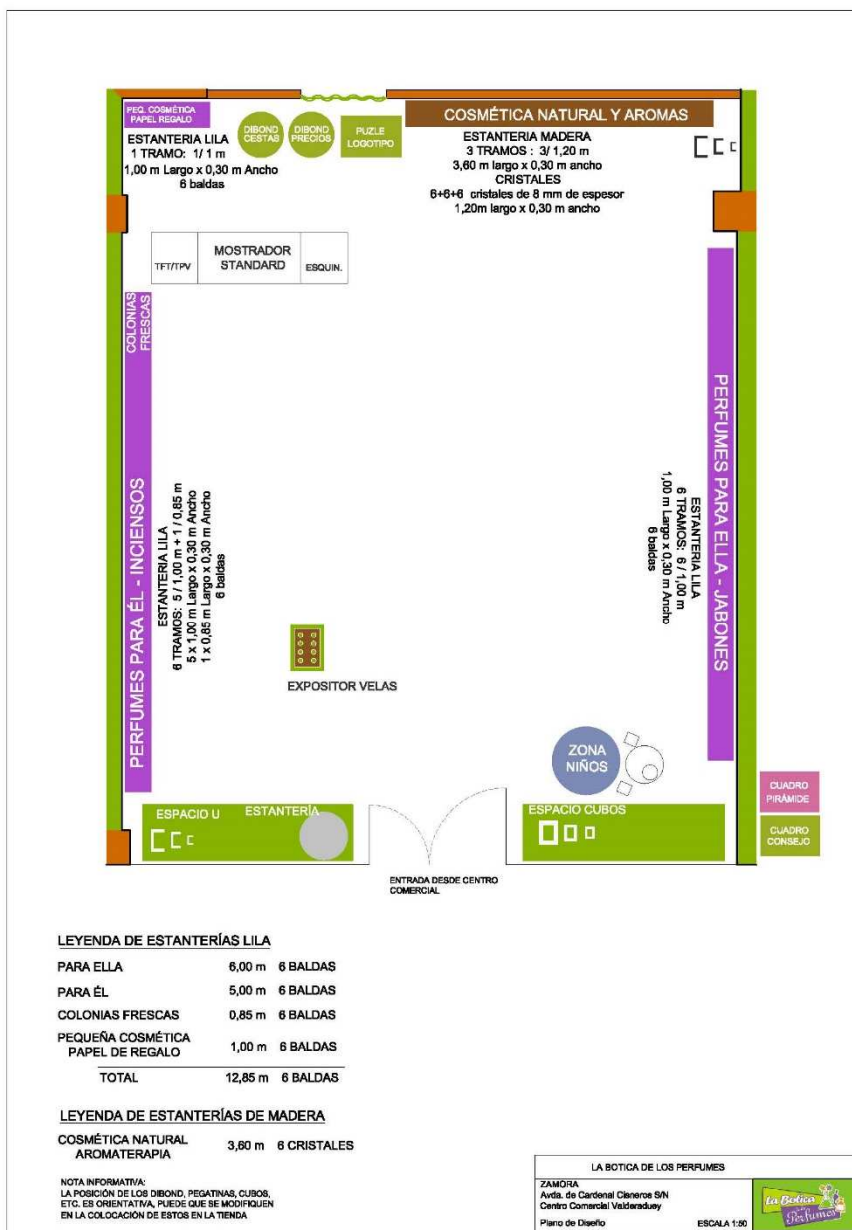 PEQ. COSMÉTICA
PAPEL REGALO
ESTANTERIA LILA
1 TRAMO: 1/ 1 m
1,00 m Largo x 0,30 m Ancho
6 baldas
DIBOND
CESTAS
DIBOND
PRECIOS
PUZLE
LOGOTIPO
COSMÉTICA NATURAL Y AROMAS
ESTANTERIA MADERA
3 TRAMOS : 3/ 1,20 m
3,60 m largo x 0,30 m ancho
CRISTALES
6+6+6 cristales de 8 mm de espesor
1,20m largo x 0,30 m ancho
TFT/TPV
MOSTRADOR
STANDARD
ESQUIN.
COLONIAS
FRESCAS
PERFUMES PARA ÉL - INCIENSOS
ESTANTERIA LILA
6 TRAMOS: 5 / 1,00 m + 1 / 0,85 m
5 x 1,00 m Largo x 0,30 m Ancho
1 x 0,85 m Largo x 0,30 m Ancho
6 baldas
PERFUMES PARA ELLA - JABONES
ESTANTERIA LILA
6 TRAMOS: 6 / 1,00 m
1,00 m Largo x 0,30 m Ancho
6 baldas
EXPOSITOR VELAS
ZONA
NIÑOS
CUADRO
PIRÁMIDE
CUADRO
CONSEJO
ESPACIO U
ESTANTERÍA
ESPACIO CUBOS
ENTRADA DESDE CENTRO
COMERCIAL
LEYENDA DE ESTANTERÍAS LILA
PARA ELLA 6,00 m 6 BALDAS
PARA ÉL 5,00 m 6 BALDAS
COLONIAS FRESCAS 0,85 m 6 BALDAS
PEQUEÑA COSMÉTICA
PAPEL DE REGALO 1,00 m 6 BALDAS
TOTAL 12,85 m 6 BALDAS
LEYENDA DE ESTANTERÍAS DE MADERA
COSMÉTICA NATURAL
AROMATERAPIA 3,60 m 6 CRISTALES
NOTA INFORMATIVA:
LA POSICIÓN DE LOS DIBOND, PEGATINAS, CUBOS,
ETC. ES ORIENTATIVA, PUEDE QUE SE MODIFIQUEN
EN LA COLOCACIÓN DE ESTOS EN LA TIENDA
LA BOTICA DE LOS PERFUMES
ZAMORA
Avda. de Cardenal Cisneros S/N
Centro Comercial Valderaduey
Plano de Diseño ESCALA 1:50
La Botica
Perfumes